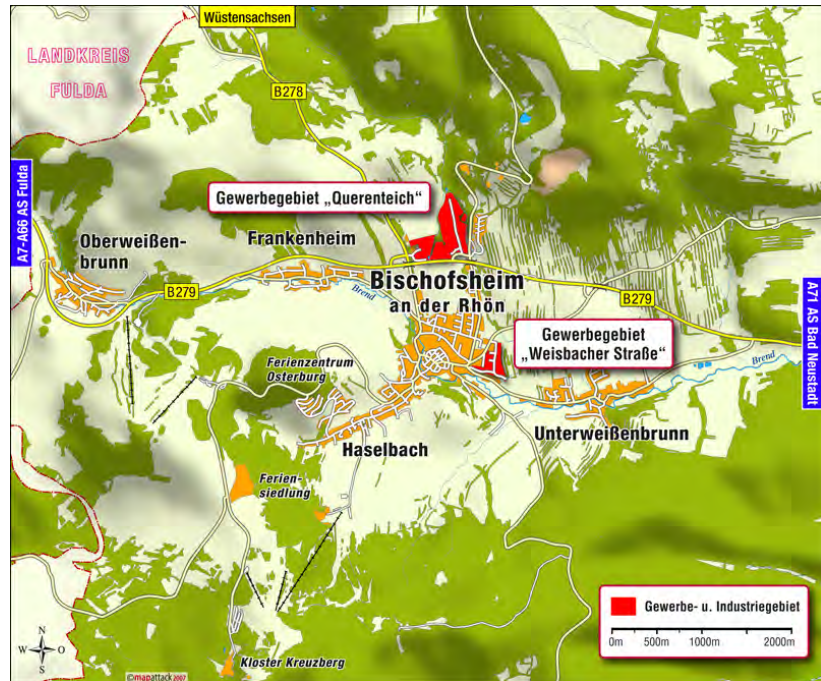 Wüstensachsen
LANDKREIS
FULDA
B278
A7-A66 AS Fulda
Gewerbegebiet „Querenteich“
Oberweißen-
brunn
Frankenheim
B279
Brend
Bischofsheim
an der Rhön
B279
A71 AS Bad Neustadt
Gewerbegebiet
„Weisbacher Straße“
Brend
Ferienzentrum
Osterburg
Haselbach
Unterweißenbrunn
Ferien-
siedlung
Gewerbe- u. Industriegebiet
0m 500m 1000m 2000m
N
W O
S
Kloster Kreuzberg
©mapattack 2007